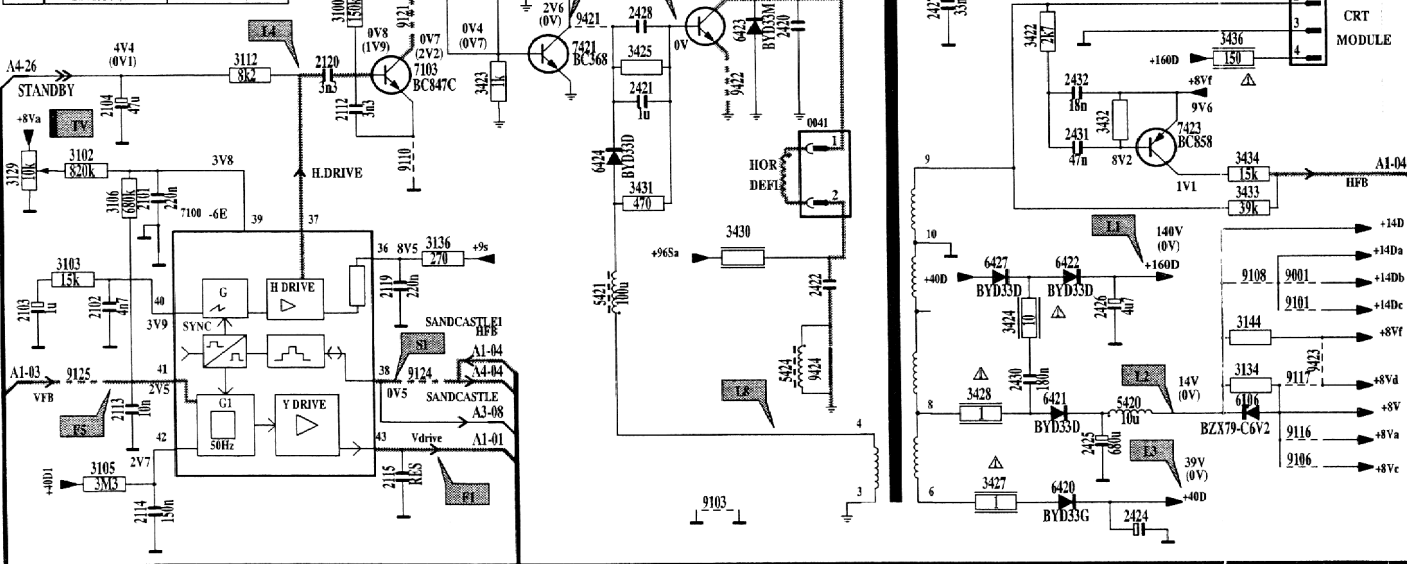 3100
150k
9121
2V6
(0V)
9421
2428
6423
BYD33M
2420
33n
3422
2k7
3
4
CRT
MODULE
L4
0V8
(1V9)
0V7
(2V2)
0V4
(0V7)
7421
BC368
0V
3436
150
+160D
4V4
(0V1)
3112
8k2
2120
3n3
7103
BC847C
3423
1k
3425
9422
A4-26
STANDBY
2104
47u
2112
3n3
2421
1u
2432
18n
+8Vf
9V6
+8Va
TV
3432
7423
BC858
3129
10k
3102
820k
3V8
9110
6424
BYD33D
0041
1
2431
47n
8V2
3106
680k
2101
220n
H.DRIVE
HOR
DEFL
2
9
3434
15k
A1-04
HFB
1V1
3433
39k
3431
470
7100 -6E
39
37
L1
140V
(0V)
+14D
36
8V5
3136
270
+9s
3430
10
+14Da
3103
15k
G
H DRIVE
2119
220n
+96Sa
+40D
6427
BYD33D
6422
BYD33D
+160D
9108
9001
+14Db
2103
1u
2102
4n7
40
3V9
SYNC
5421
100u
2422
3424
10
2426
4u7
9101
+14Dc
SANDCASTLE1
HFB
3144
+8Vf
S1
A1-04
5424
9424
9423
A1-03
VFB
9125
41
2V5
38
0V5
9124
A4-04
SANDCASTLE
2430
180n
L2
14V
(0V)
3134
9117
+8Vd
F5
2113
10n
G1
50Hz
Y DRIVE
A3-08
L8
8
3428
1
6421
BYD33D
5420
10u
6106
BZX79-C6V2
+8V
42
43
Vdrive
A1-01
4
2425
680u
9116
+8Va
2V7
L3
39V
(0V)
9106
+40D1
3105
3M3
2115
RES
F1
3427
1
2114
150n
9103
3
6
6420
BYD33G
+40D
2424